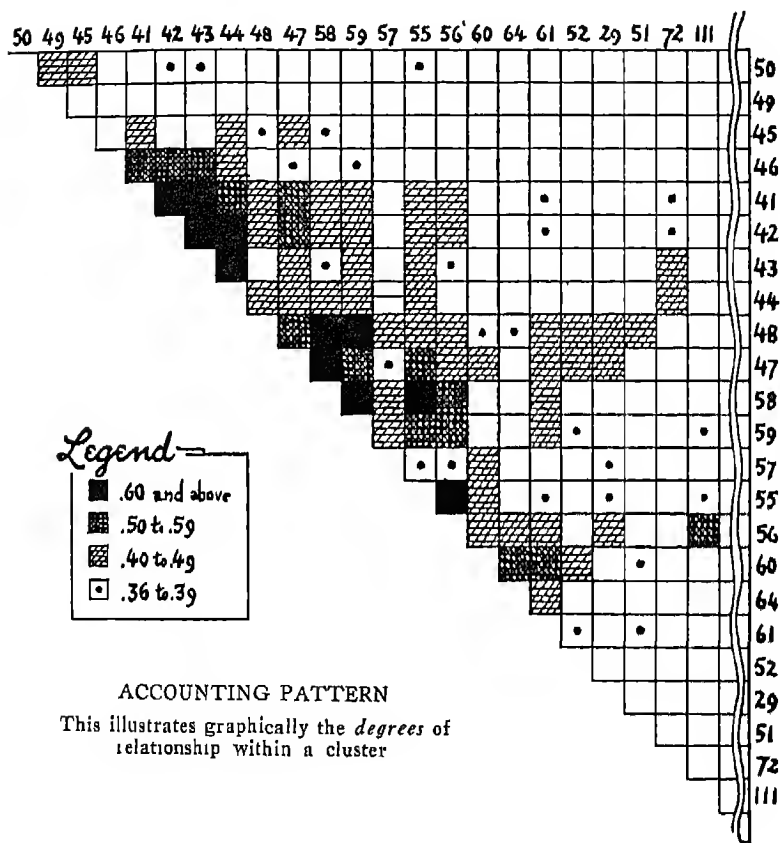 50 49 45 46 41 42 43 44 48 47 58 59 57 55 56 60 64 61 52 29 51 72 111
50
49
45
46
41
42
43
44
48
47
58
59
57
55
56
60
64
61
52
29
51
72
111
Legend
.60 and above
.50 to .59
.40 to .49
.36 to .39
ACCOUNTING PATTERN
This illustrates graphically the degrees of
relationship within a cluster